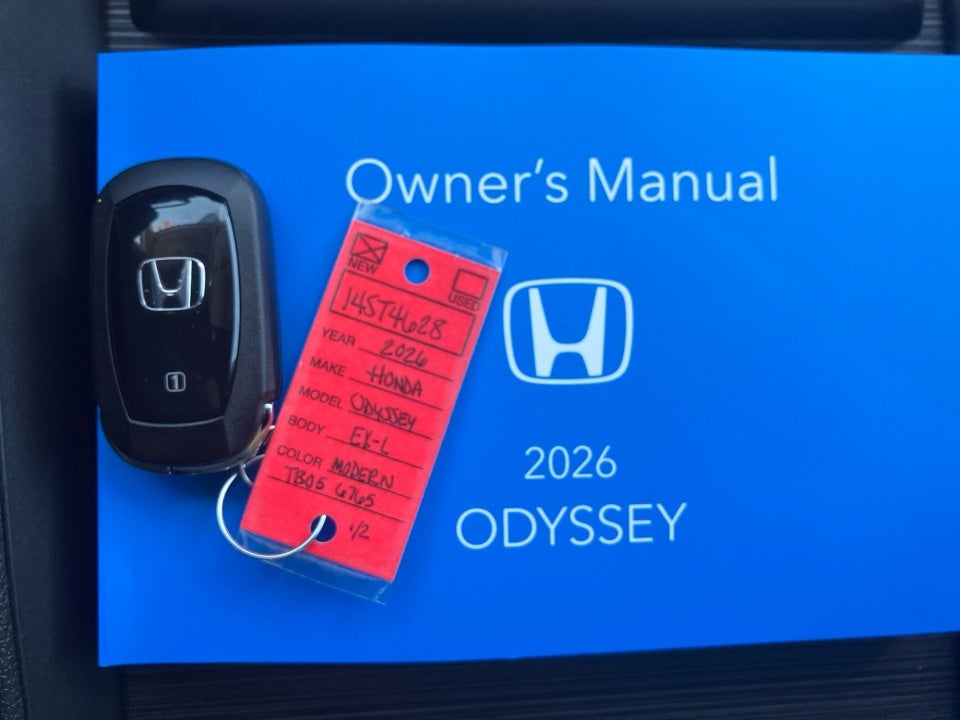 Owner's Manual
2026
ODYSSEY
1
NEW
USED
14ST4628
YEAR 2026
MAKE HONDA
MODEL ODYSSEY
BODY EX-L
COLOR MODERN
TB05 6765